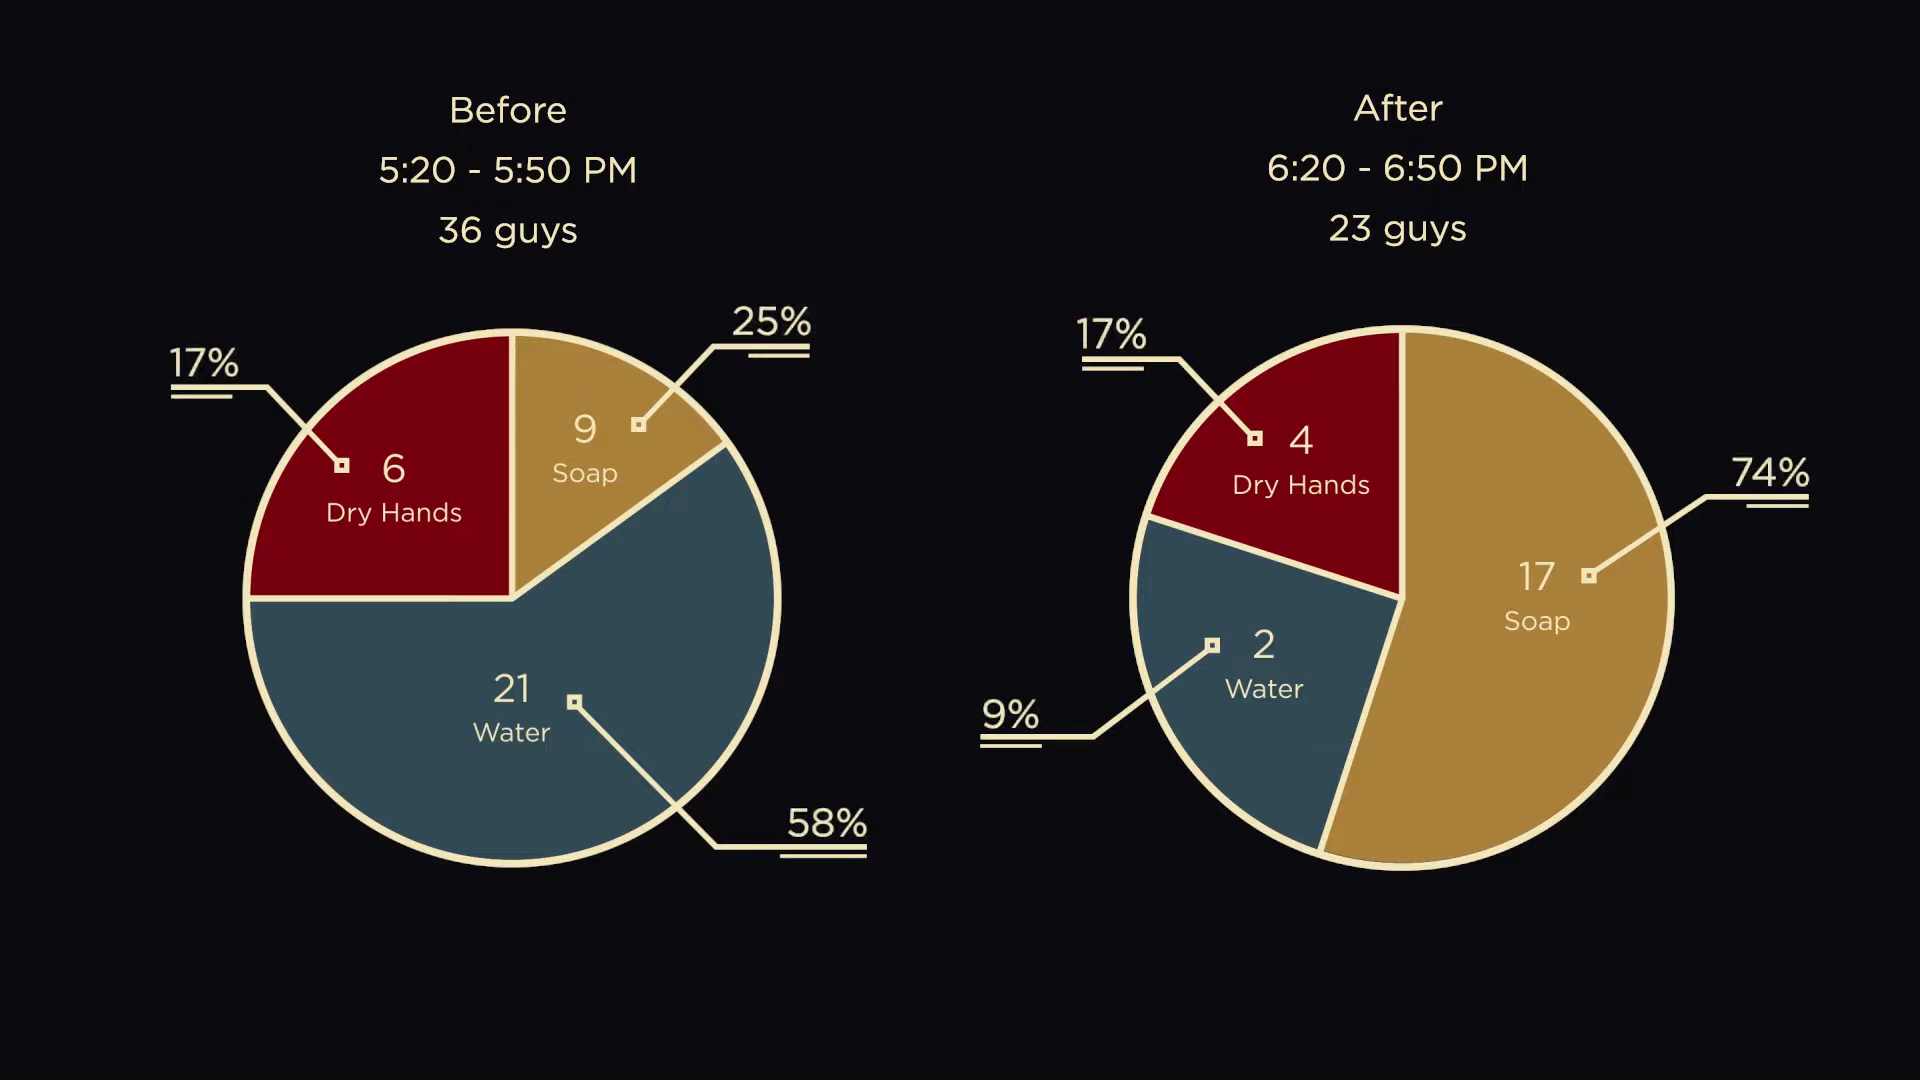 Before
5:20 - 5:50 PM
36 guys
25%
17%
9
Soap
6
Dry Hands
21
Water
58%
After
6:20 - 6:50 PM
23 guys
17%
4
Dry Hands
74%
17
Soap
2
Water
9%